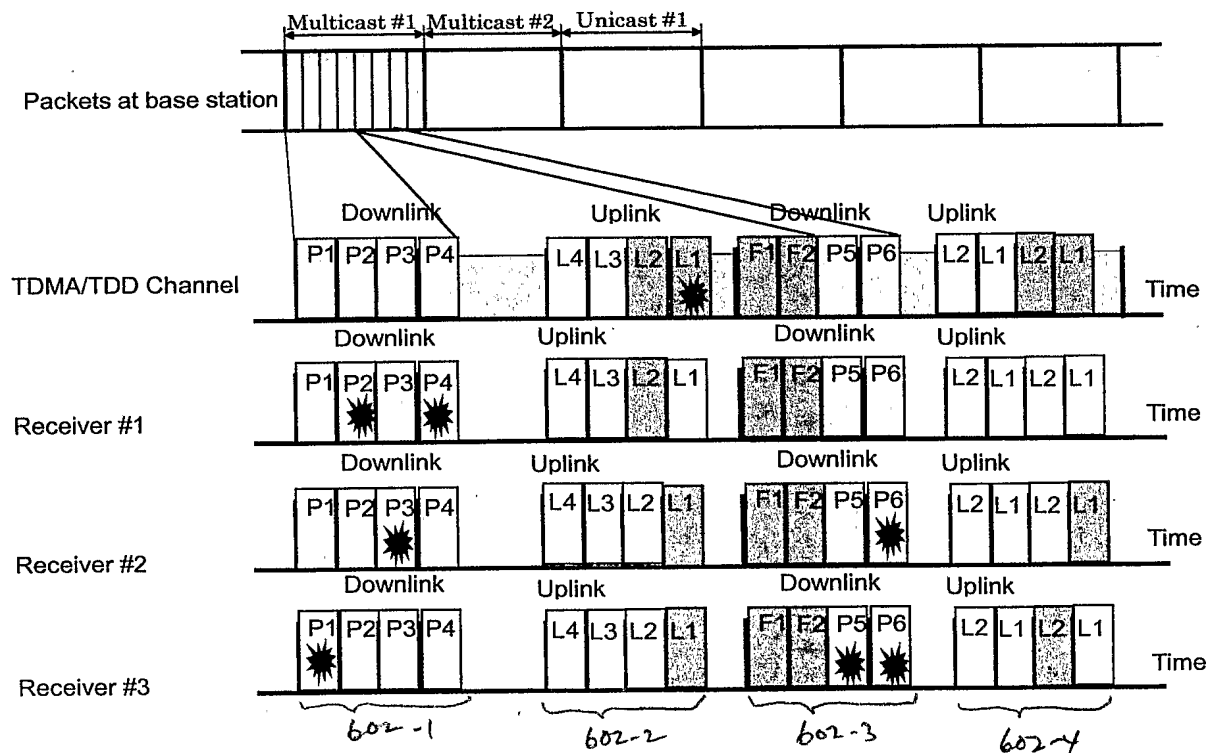 Multicast #1 Multicast #2 Unicast #1
Packets at base station
Downlink Uplink Downlink Uplink
P1 P2 P3 P4 L4 L3 L2 L1 F1 F2 P5 P6 L2 L1 L2 L1
TDMA/TDD Channel Time
Downlink Uplink Downlink Uplink
P1 P2 P3 P4 L4 L3 L2 L1 F1 F2 P5 P6 L2 L1 L2 L1
Receiver #1 Time
Downlink Uplink Downlink Uplink
P1 P2 P3 P4 L4 L3 L2 L1 F1 F2 P5 P6 L2 L1 L2 L1
Receiver #2 Time
Downlink Uplink Downlink Uplink
P1 P2 P3 P4 L4 L3 L2 L1 F1 F2 P5 P6 L2 L1 L2 L1
Receiver #3 Time
602-1 602-2 602-3 602-4